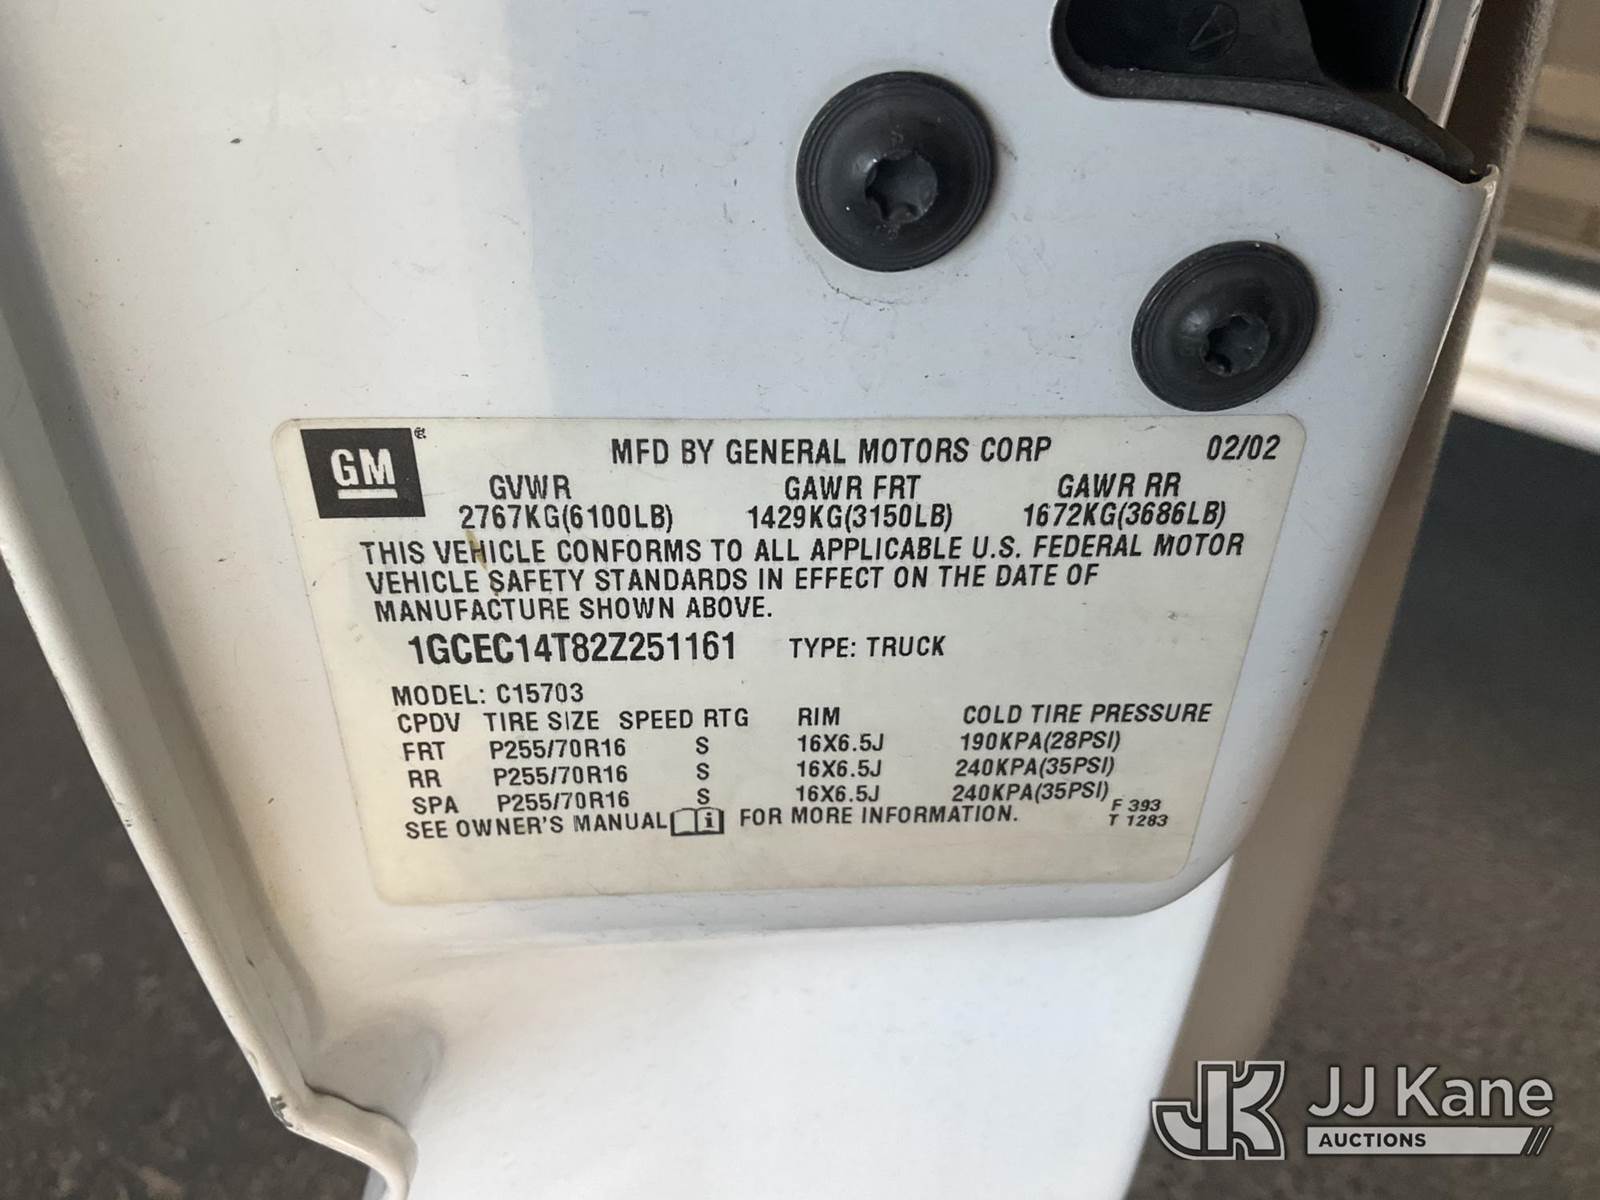 GM® MFD BY GENERAL MOTORS CORP 02/02
GVWR GAWR FRT GAWR RR
2767KG(6100LB) 1429KG(3150LB) 1672KG(3686LB)
THIS VEHICLE CONFORMS TO ALL APPLICABLE U.S. FEDERAL MOTOR
VEHICLE SAFETY STANDARDS IN EFFECT ON THE DATE OF
MANUFACTURE SHOWN ABOVE.
1GCEC14T82Z251161 TYPE: TRUCK
MODEL: C15703
CPDV TIRE SIZE SPEED RTG RIM COLD TIRE PRESSURE
FRT P255/70R16 S 16X6.5J 190KPA(28PSI)
RR P255/70R16 S 16X6.5J 240KPA(35PSI)
SPA P255/70R16 S 16X6.5J 240KPA(35PSI)
SEE OWNER'S MANUAL i FOR MORE INFORMATION.
F 393
T 1283
JK JJ Kane
AUCTIONS